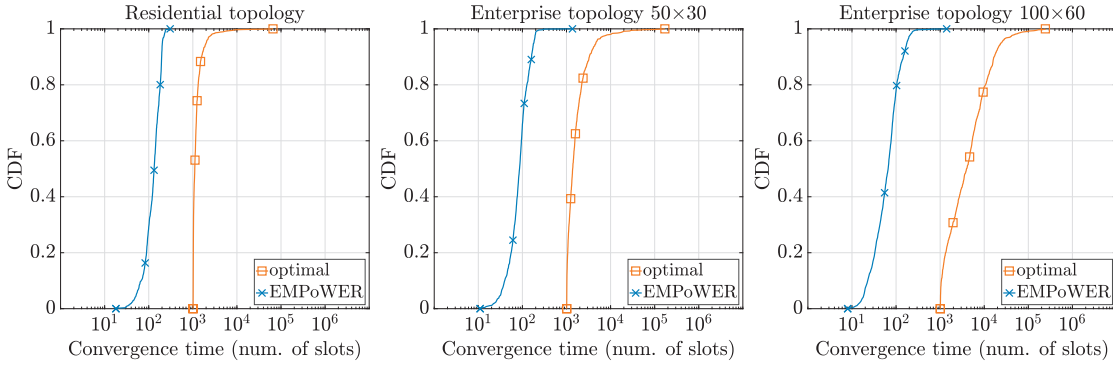 Residential topology
1
0.8
0.6
0.4
0.2
0
CDF
10^1
10^2
10^3
10^4
10^5
10^6
Convergence time (num. of slots)
optimal
EMPoWER
Enterprise topology 50×30
1
0.8
0.6
0.4
0.2
0
CDF
10^1
10^2
10^3
10^4
10^5
10^6
Convergence time (num. of slots)
optimal
EMPoWER
Enterprise topology 100×60
1
0.8
0.6
0.4
0.2
0
CDF
10^1
10^2
10^3
10^4
10^5
10^6
Convergence time (num. of slots)
optimal
EMPoWER